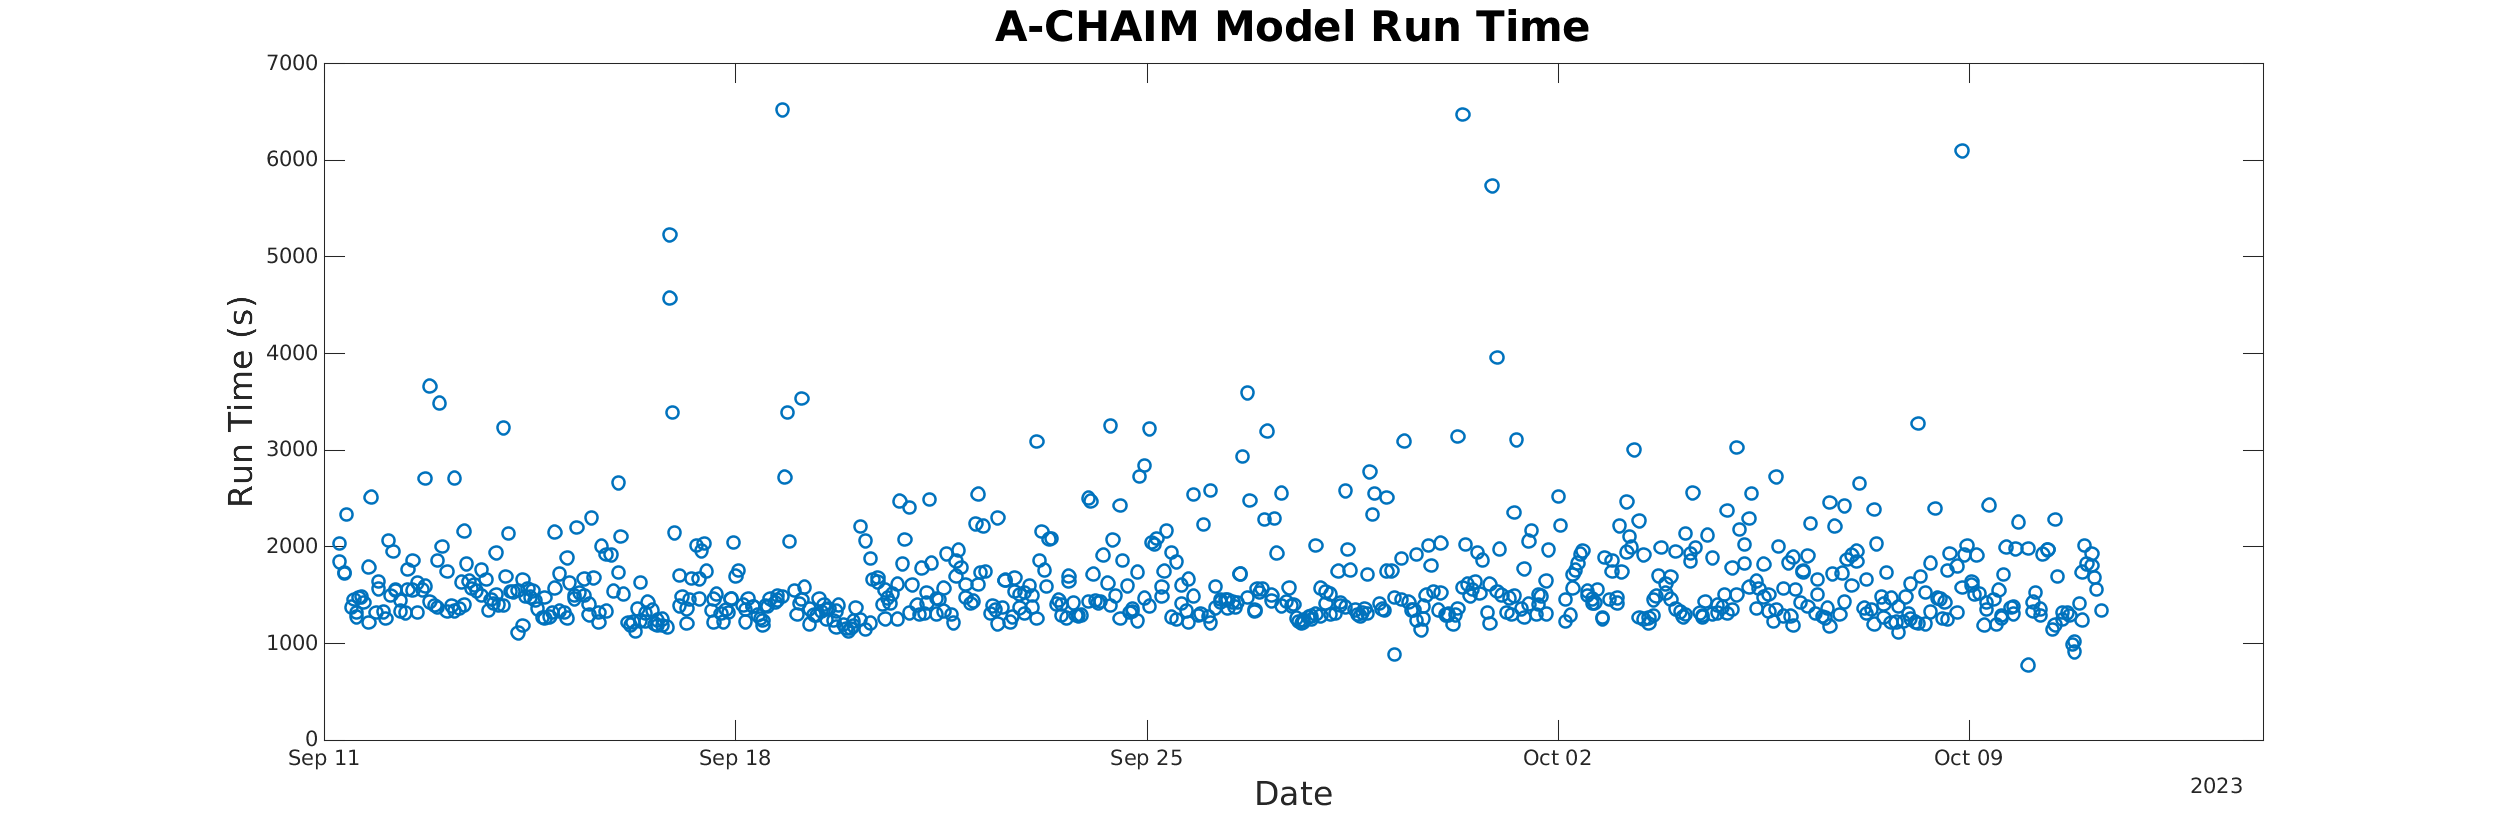 A-CHAIM Model Run Time
7000
6000
5000
4000
3000
2000
1000
0
Run Time (s)
Sep 11 Sep 18 Sep 25 Oct 02 Oct 09
Date
2023